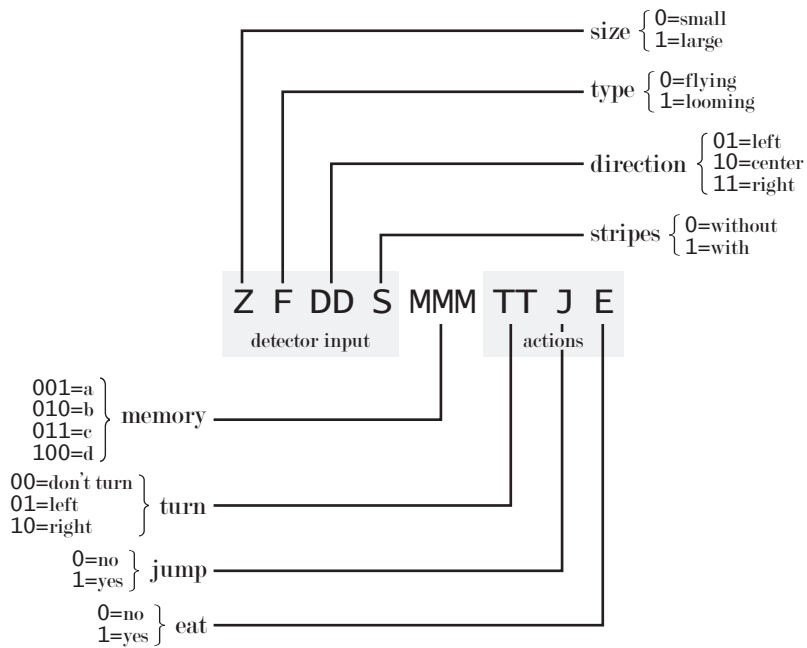 size
0=small
1=large
type
0=flying
1=looming
direction
01=left
10=center
11=right
stripes
0=without
1=with
Z F DD S MMM TT J E
detector input
actions
001=a
010=b
011=c
100=d
memory
00=don't turn
01=left
10=right
turn
0=no
1=yes
jump
0=no
1=yes
eat